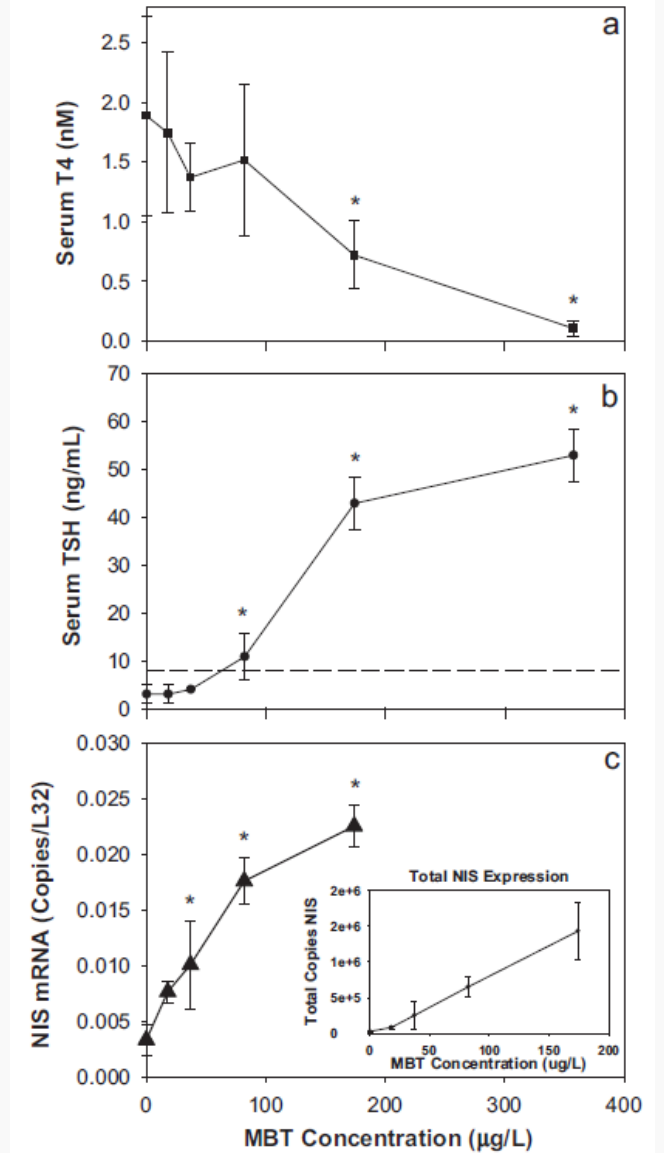 a
2.5
2.0
1.5
1.0
0.5
0.0
Serum T4 (nM)
*
*
b
70
60
50
40
30
20
10
0
Serum TSH (ng/mL)
*
*
*
c
0.030
0.025
0.020
0.015
0.010
0.005
0.000
NIS mRNA (Copies/L32)
*
*
*
Total NIS Expression
2e+6
2e+6
1e+6
5e+5
0
Total Copies NIS
0 50 100 150 200
MBT Concentration (ug/L)
0 100 200 300 400
MBT Concentration (µg/L)